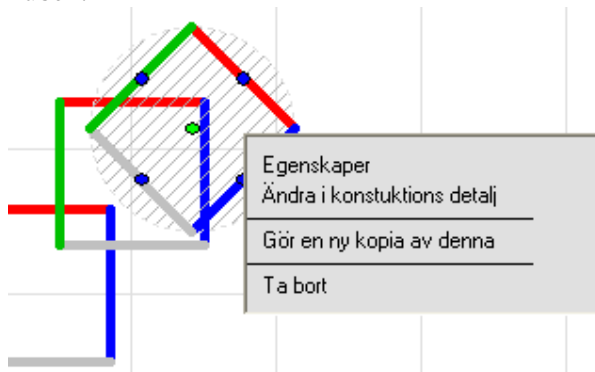 Egenskaper
Ändra i konstuktions detalj
Gör en ny kopia av denna
Ta bort